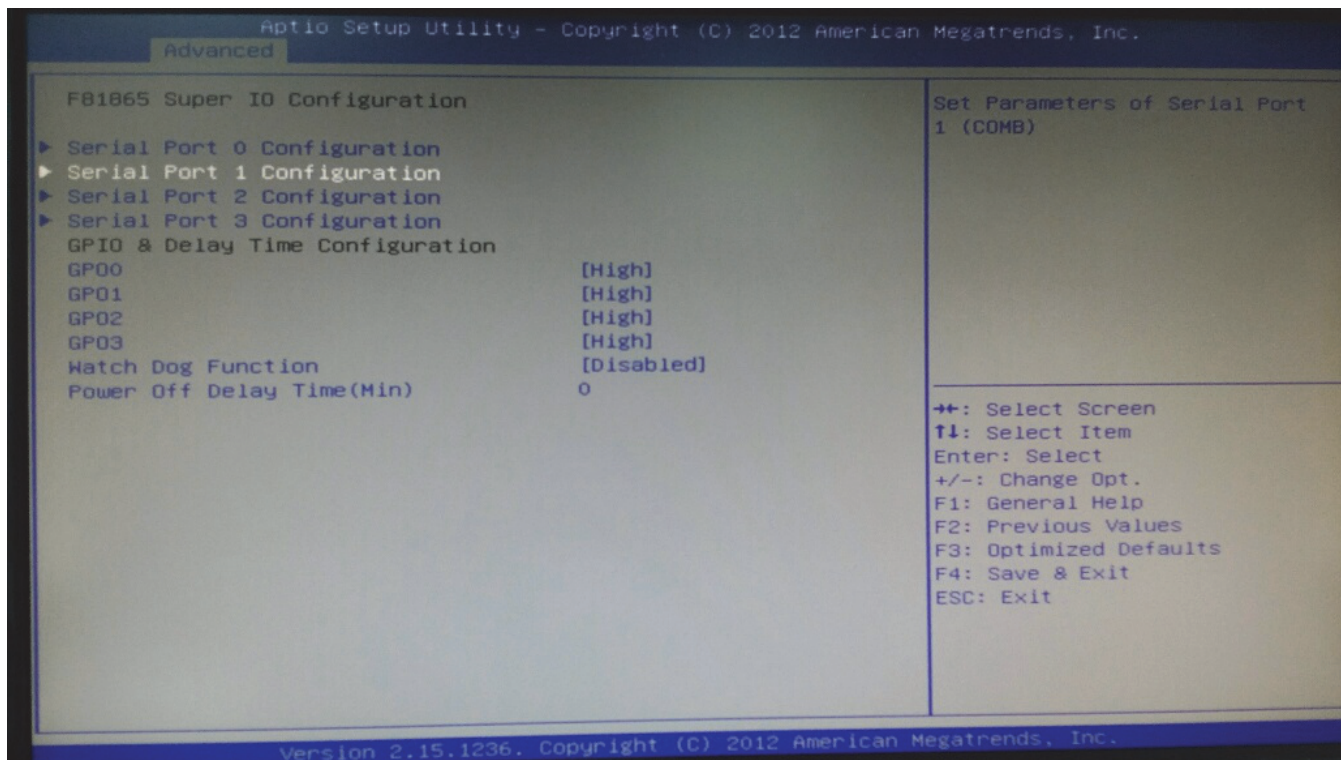 Aptio Setup Utility - Copyright (C) 2012 American Megatrends, Inc.
Advanced
F81865 Super IO Configuration
▶ Serial Port 0 Configuration
▶ Serial Port 1 Configuration
▶ Serial Port 2 Configuration
▶ Serial Port 3 Configuration
GPIO & Delay Time Configuration
GPO0 [High]
GPO1 [High]
GPO2 [High]
GPO3 [High]
Watch Dog Function [Disabled]
Power Off Delay Time(Min) 0
Set Parameters of Serial Port
1 (COMB)
→←: Select Screen
↑↓: Select Item
Enter: Select
+/-: Change Opt.
F1: General Help
F2: Previous Values
F3: Optimized Defaults
F4: Save & Exit
ESC: Exit
Version 2.15.1236. Copyright (C) 2012 American Megatrends, Inc.